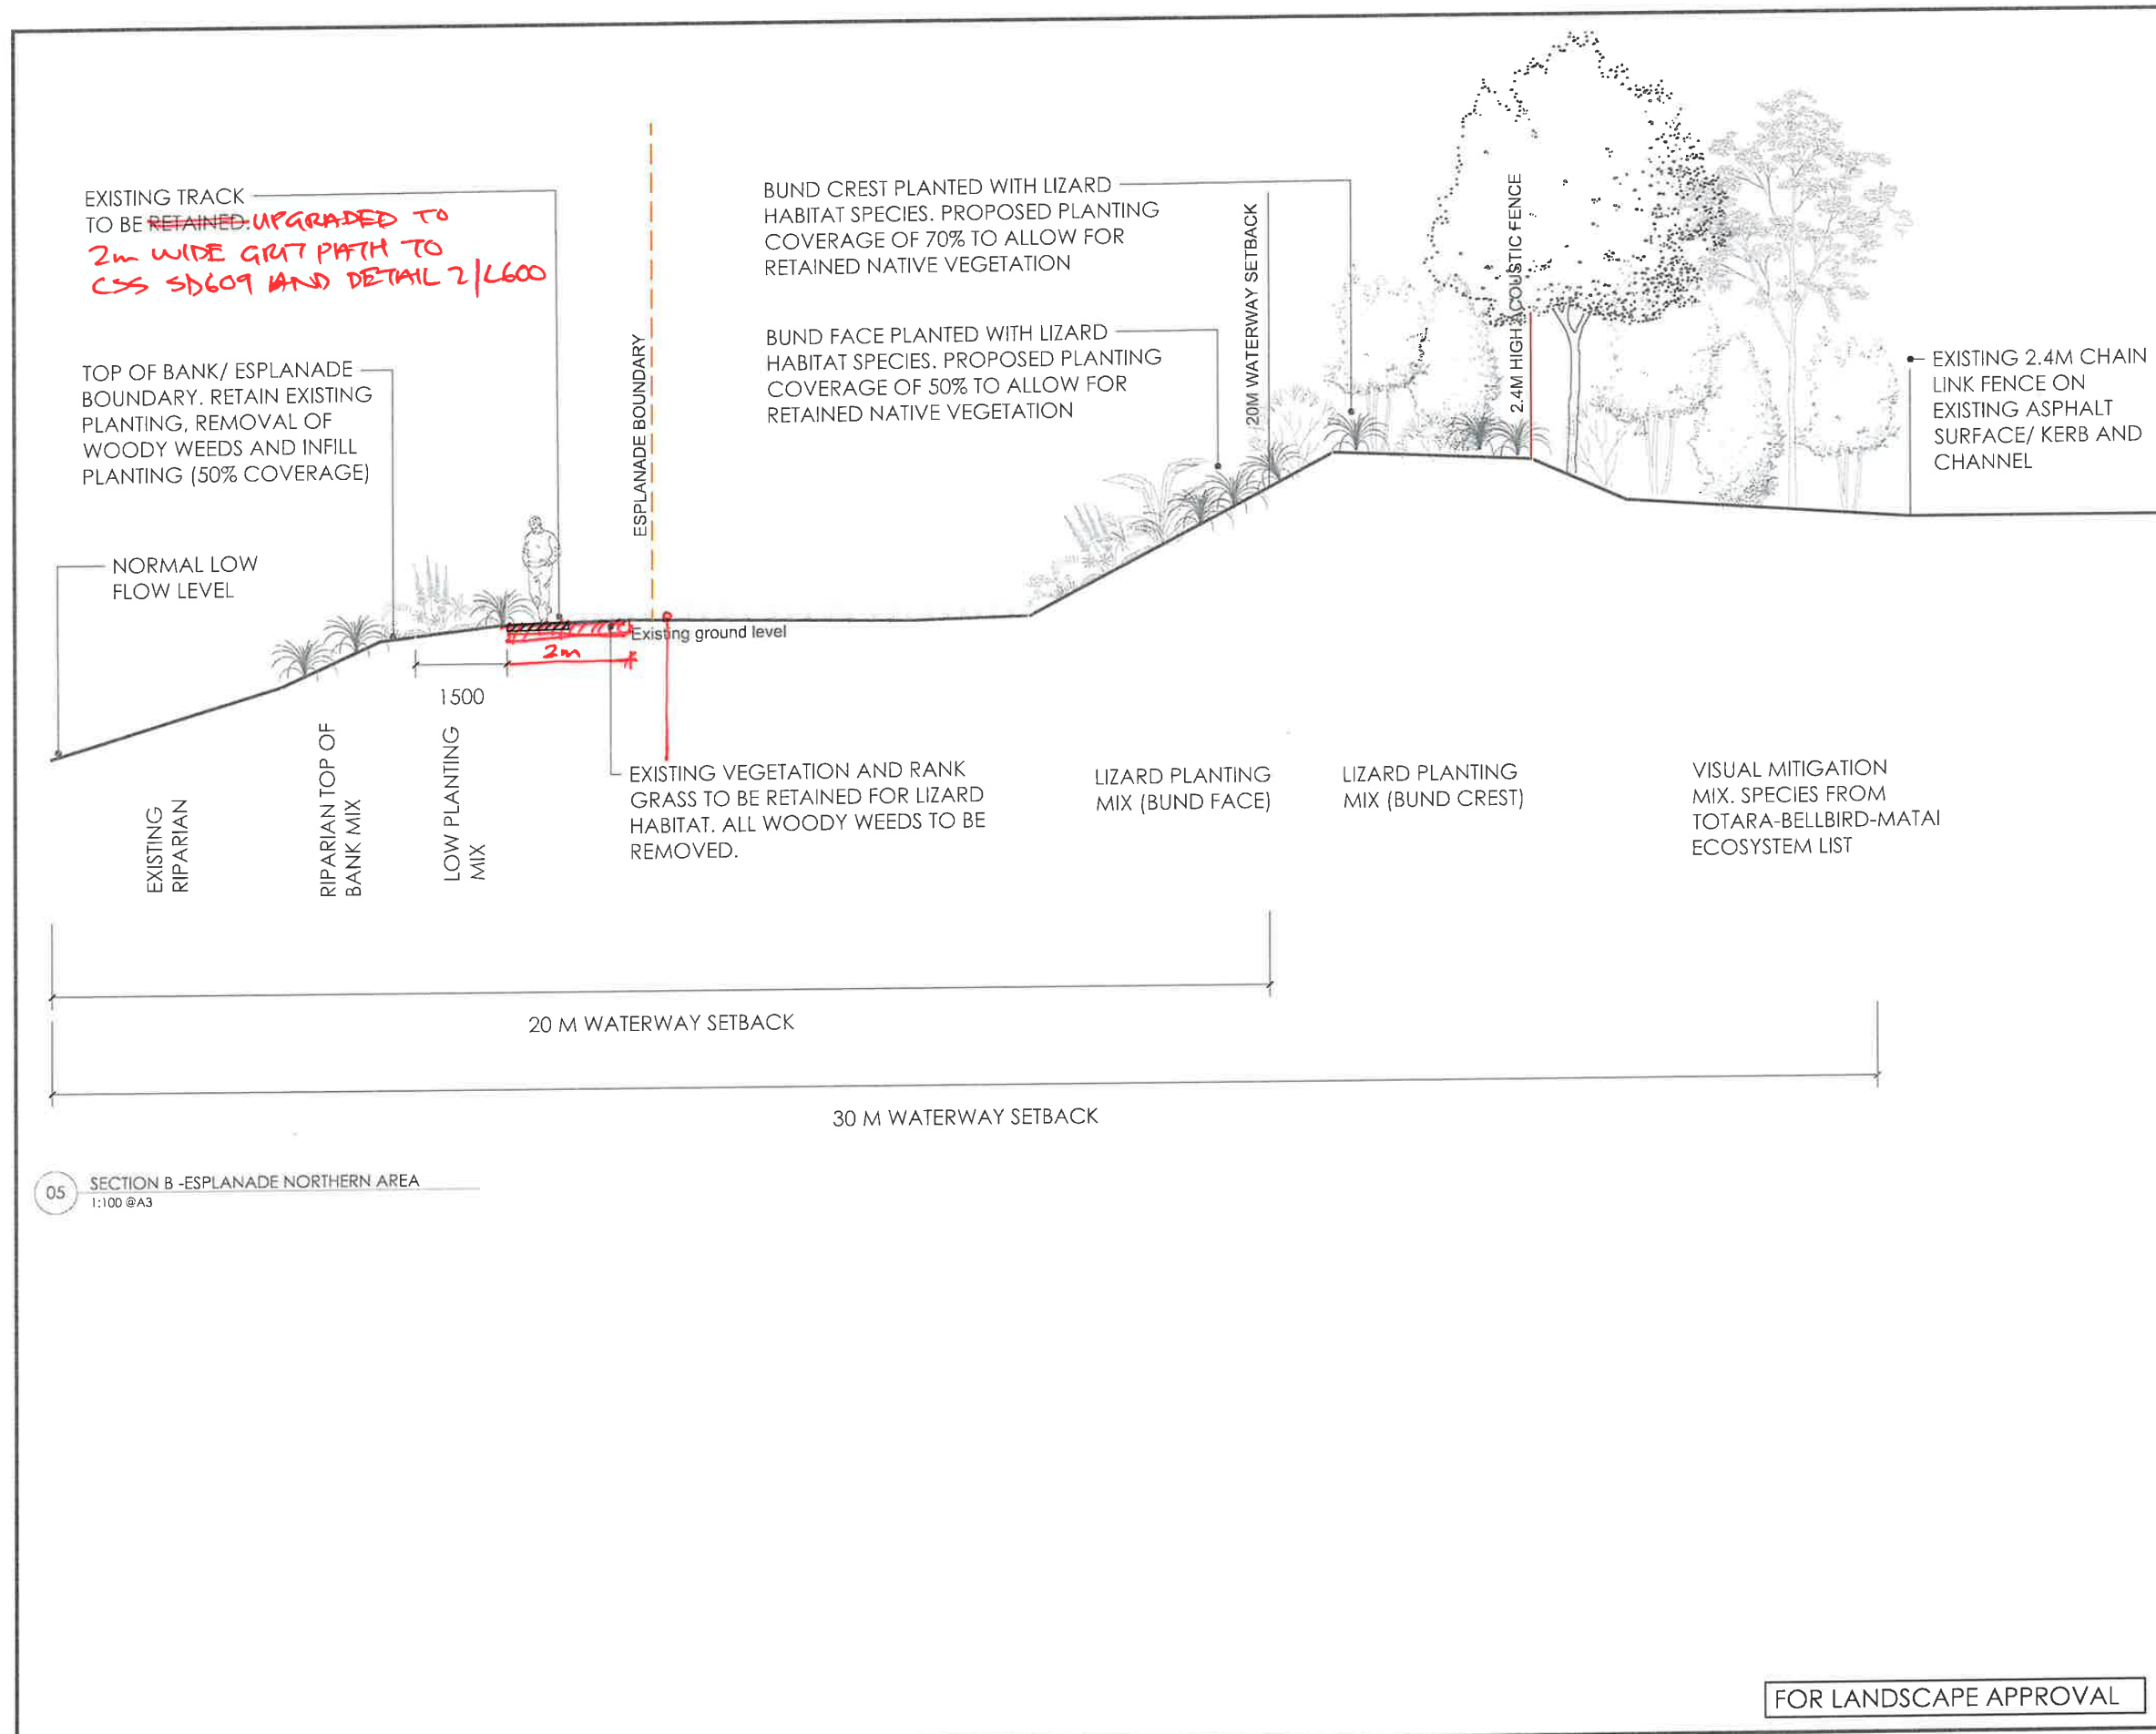 EXISTING TRACK
TO BE RETAINED. UPGRADED TO
2m WIDE GRIT PATH TO
CSS SD609 AND DETAIL 2/L600
TOP OF BANK/ ESPLANADE
BOUNDARY. RETAIN EXISTING
PLANTING, REMOVAL OF
WOODY WEEDS AND INFILL
PLANTING (50% COVERAGE)
NORMAL LOW
FLOW LEVEL
ESPLANADE BOUNDARY
BUND CREST PLANTED WITH LIZARD
HABITAT SPECIES. PROPOSED PLANTING
COVERAGE OF 70% TO ALLOW FOR
RETAINED NATIVE VEGETATION
BUND FACE PLANTED WITH LIZARD
HABITAT SPECIES. PROPOSED PLANTING
COVERAGE OF 50% TO ALLOW FOR
RETAINED NATIVE VEGETATION
20M WATERWAY SETBACK
2.4M HIGH ACOUSTIC FENCE
EXISTING 2.4M CHAIN
LINK FENCE ON
EXISTING ASPHALT
SURFACE/ KERB AND
CHANNEL
Existing ground level
2m
1500
EXISTING
RIPARIAN
RIPARIAN TOP OF
BANK MIX
LOW PLANTING
MIX
EXISTING VEGETATION AND RANK
GRASS TO BE RETAINED FOR LIZARD
HABITAT. ALL WOODY WEEDS TO BE
REMOVED.
LIZARD PLANTING
MIX (BUND FACE)
LIZARD PLANTING
MIX (BUND CREST)
VISUAL MITIGATION
MIX. SPECIES FROM
TOTARA-BELLBIRD-MATAI
ECOSYSTEM LIST
20 M WATERWAY SETBACK
30 M WATERWAY SETBACK
05
SECTION B -ESPLANADE NORTHERN AREA
1:100 @A3
FOR LANDSCAPE APPROVAL